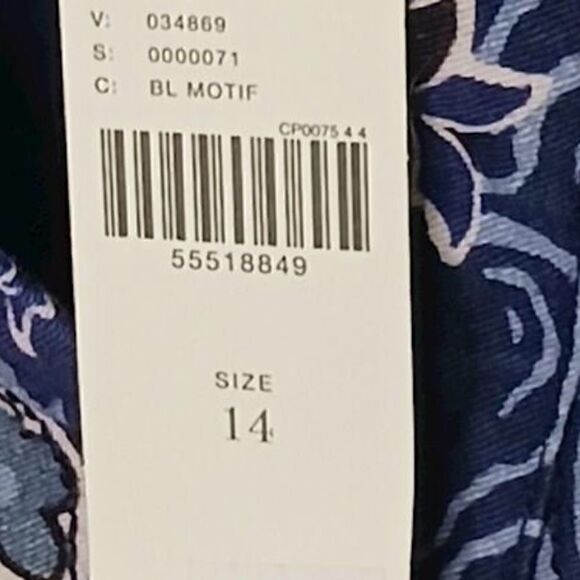 V: 034869
S: 0000071
C: BL MOTIF
CP0075 4 4
55518849
SIZE
14